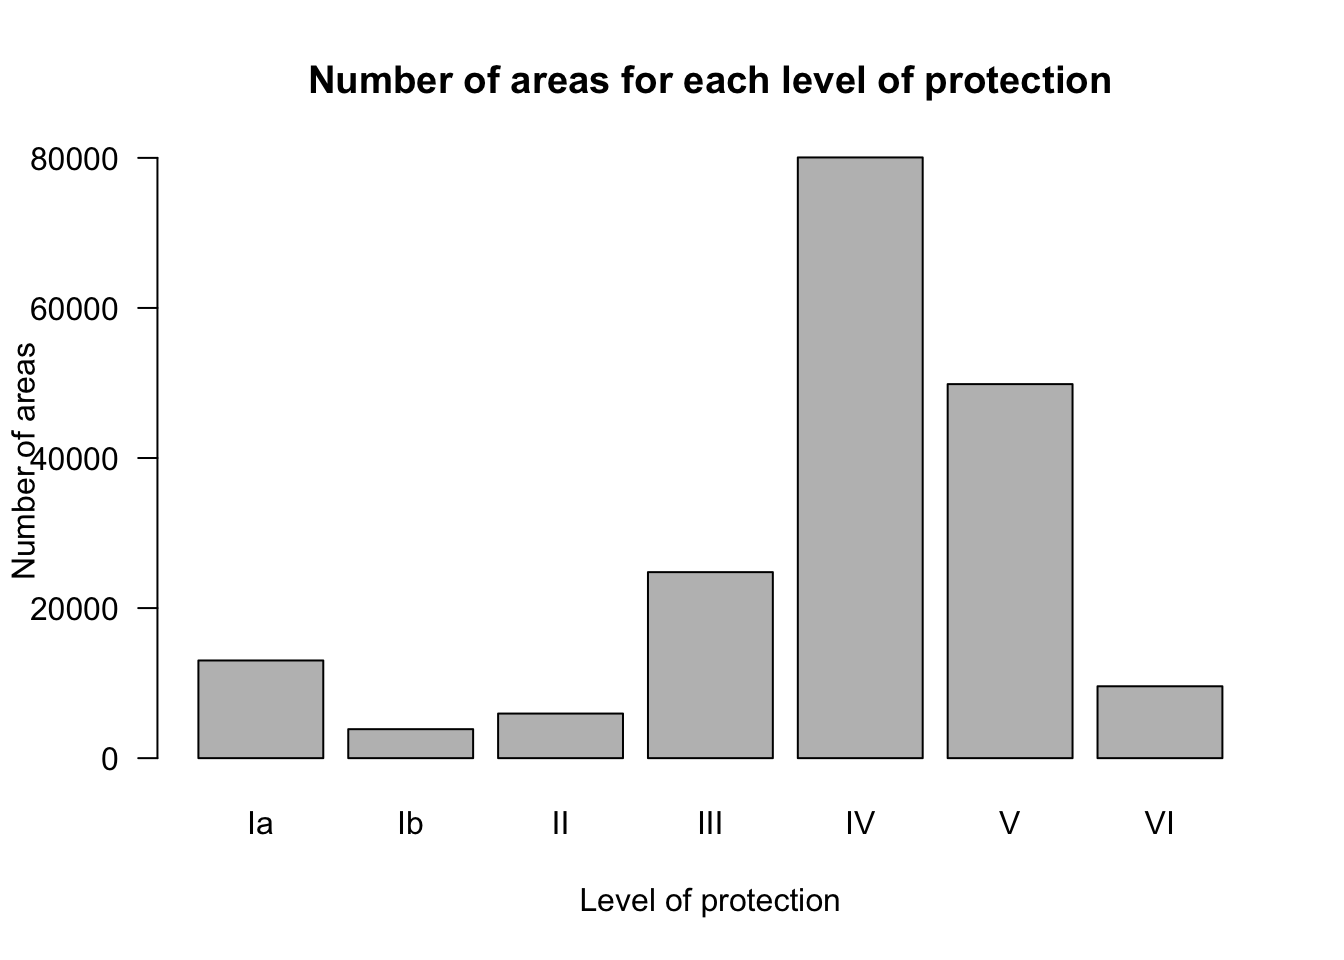 Number of areas for each level of protection
80000
60000
40000
20000
0
Number of areas
Ia
Ib
II
III
IV
V
VI
Level of protection